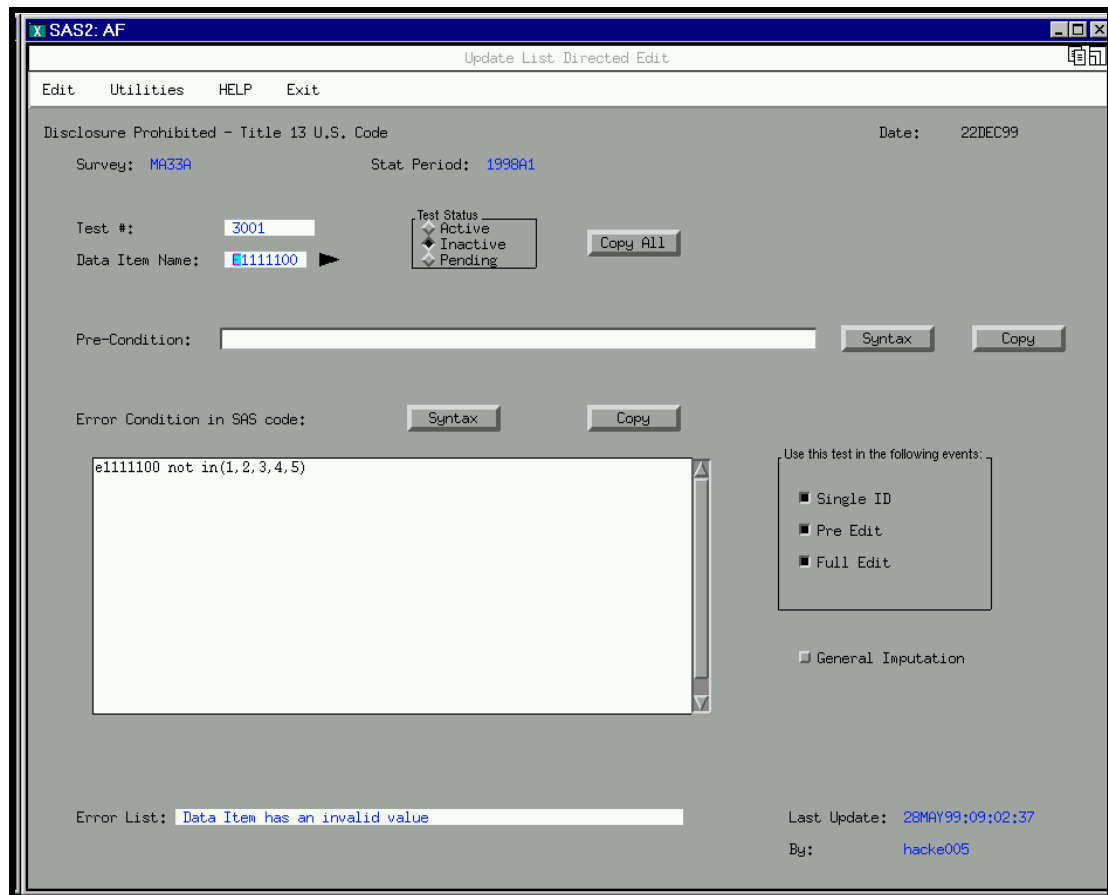 X SAS2: AF
Update List Directed Edit
Edit Utilities HELP Exit
Disclosure Prohibited - Title 13 U.S. Code Date: 22DEC99
Survey: MA33A Stat Period: 1998A1
Test Status
Test #: 3001 Active
Inactive Copy All
Data Item Name: E1111100 Pending
Pre-Condition: Syntax Copy
Error Condition in SAS code: Syntax Copy
e1111100 not in(1,2,3,4,5)
Use this test in the following events:
Single ID
Pre Edit
Full Edit
General Imputation
Error List: Data Item has an invalid value Last Update: 28MAY99:09:02:37
By: hacke005